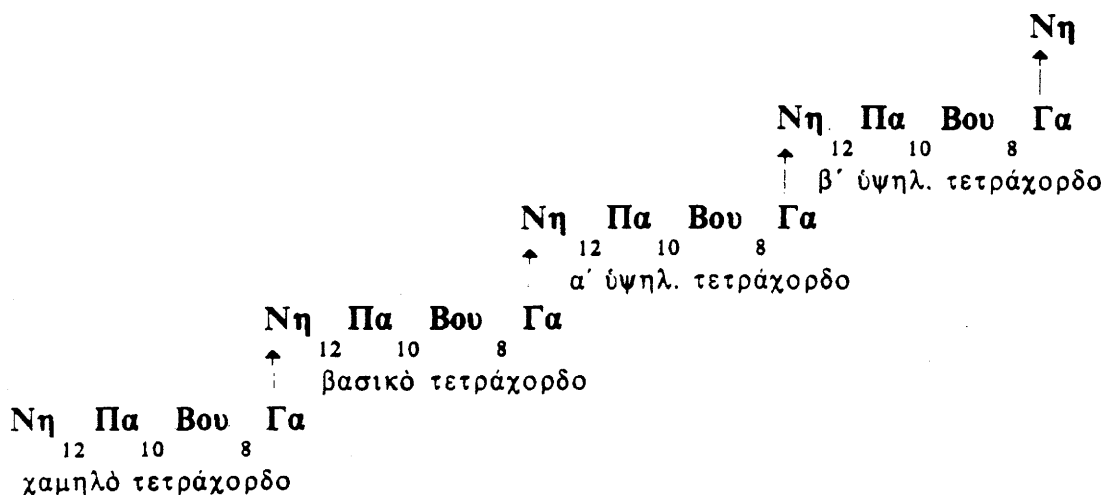 Νη
Νη Πα Βου Γα
12 10 8
β΄ ὑψηλ. τετράχορδο
Νη Πα Βου Γα
12 10 8
α΄ ὑψηλ. τετράχορδο
Νη Πα Βου Γα
12 10 8
βασικὸ τετράχορδο
Νη Πα Βου Γα
12 10 8
χαμηλὸ τετράχορδο